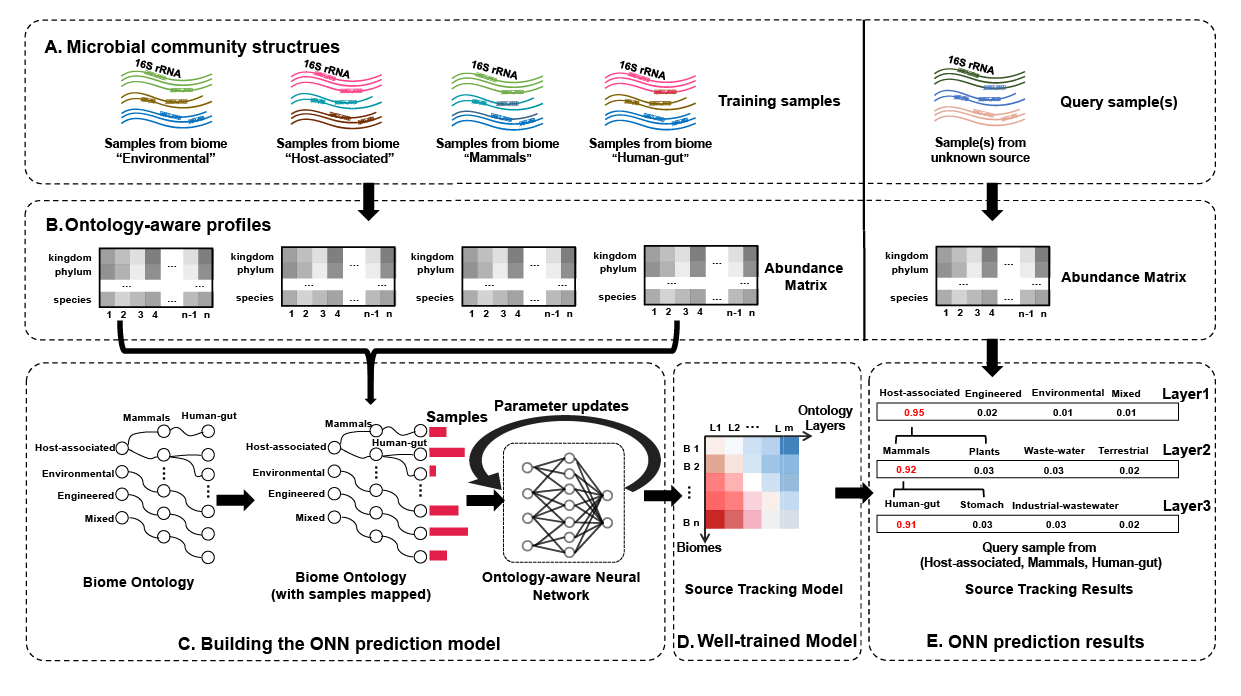 A. Microbial community structrues
16S rRNA
16S rRNA
16S rRNA
16S rRNA
16S rRNA
Training samples
Query sample(s)
Samples from biome
“Environmental”
Samples from biome
“Host-associated”
Samples from biome
“Mammals”
Samples from biome
“Human-gut”
Sample(s) from
unknown source
B.Ontology-aware profiles
kingdom
phylum
...
... ...
species
...
1 2 3 4 n-1 n
kingdom
phylum
...
... ...
species
...
1 2 3 4 n-1 n
kingdom
phylum
...
... ...
species
...
1 2 3 4 n-1 n
kingdom
phylum
...
... ...
species
...
1 2 3 4 n-1 n
Abundance
Matrix
kingdom
phylum
...
... ...
species
...
1 2 3 4 n-1 n
Abundance Matrix
Mammals
Human-gut
Host-associated
Environmental
Engineered
Mixed
Biome Ontology
Mammals
Human-gut
Samples
Host-associated
Environmental
Engineered
Mixed
Biome Ontology
(with samples mapped)
Parameter updates
Ontology-aware Neural
Network
C. Building the ONN prediction model
Ontology
Layers
L1 L2 ... L m
B 1
B 2
B n
Biomes
Source Tracking Model
D. Well-trained Model
Host-associated Engineered Environmental Mixed Layer1
0.95 0.02 0.01 0.01
Mammals Plants Waste-water Terrestrial Layer2
0.92 0.03 0.03 0.02
Human-gut Stomach Industrial-wastewater Layer3
0.91 0.03 0.03 0.02
Query sample from
(Host-associated, Mammals, Human-gut)
Source Tracking Results
E. ONN prediction results